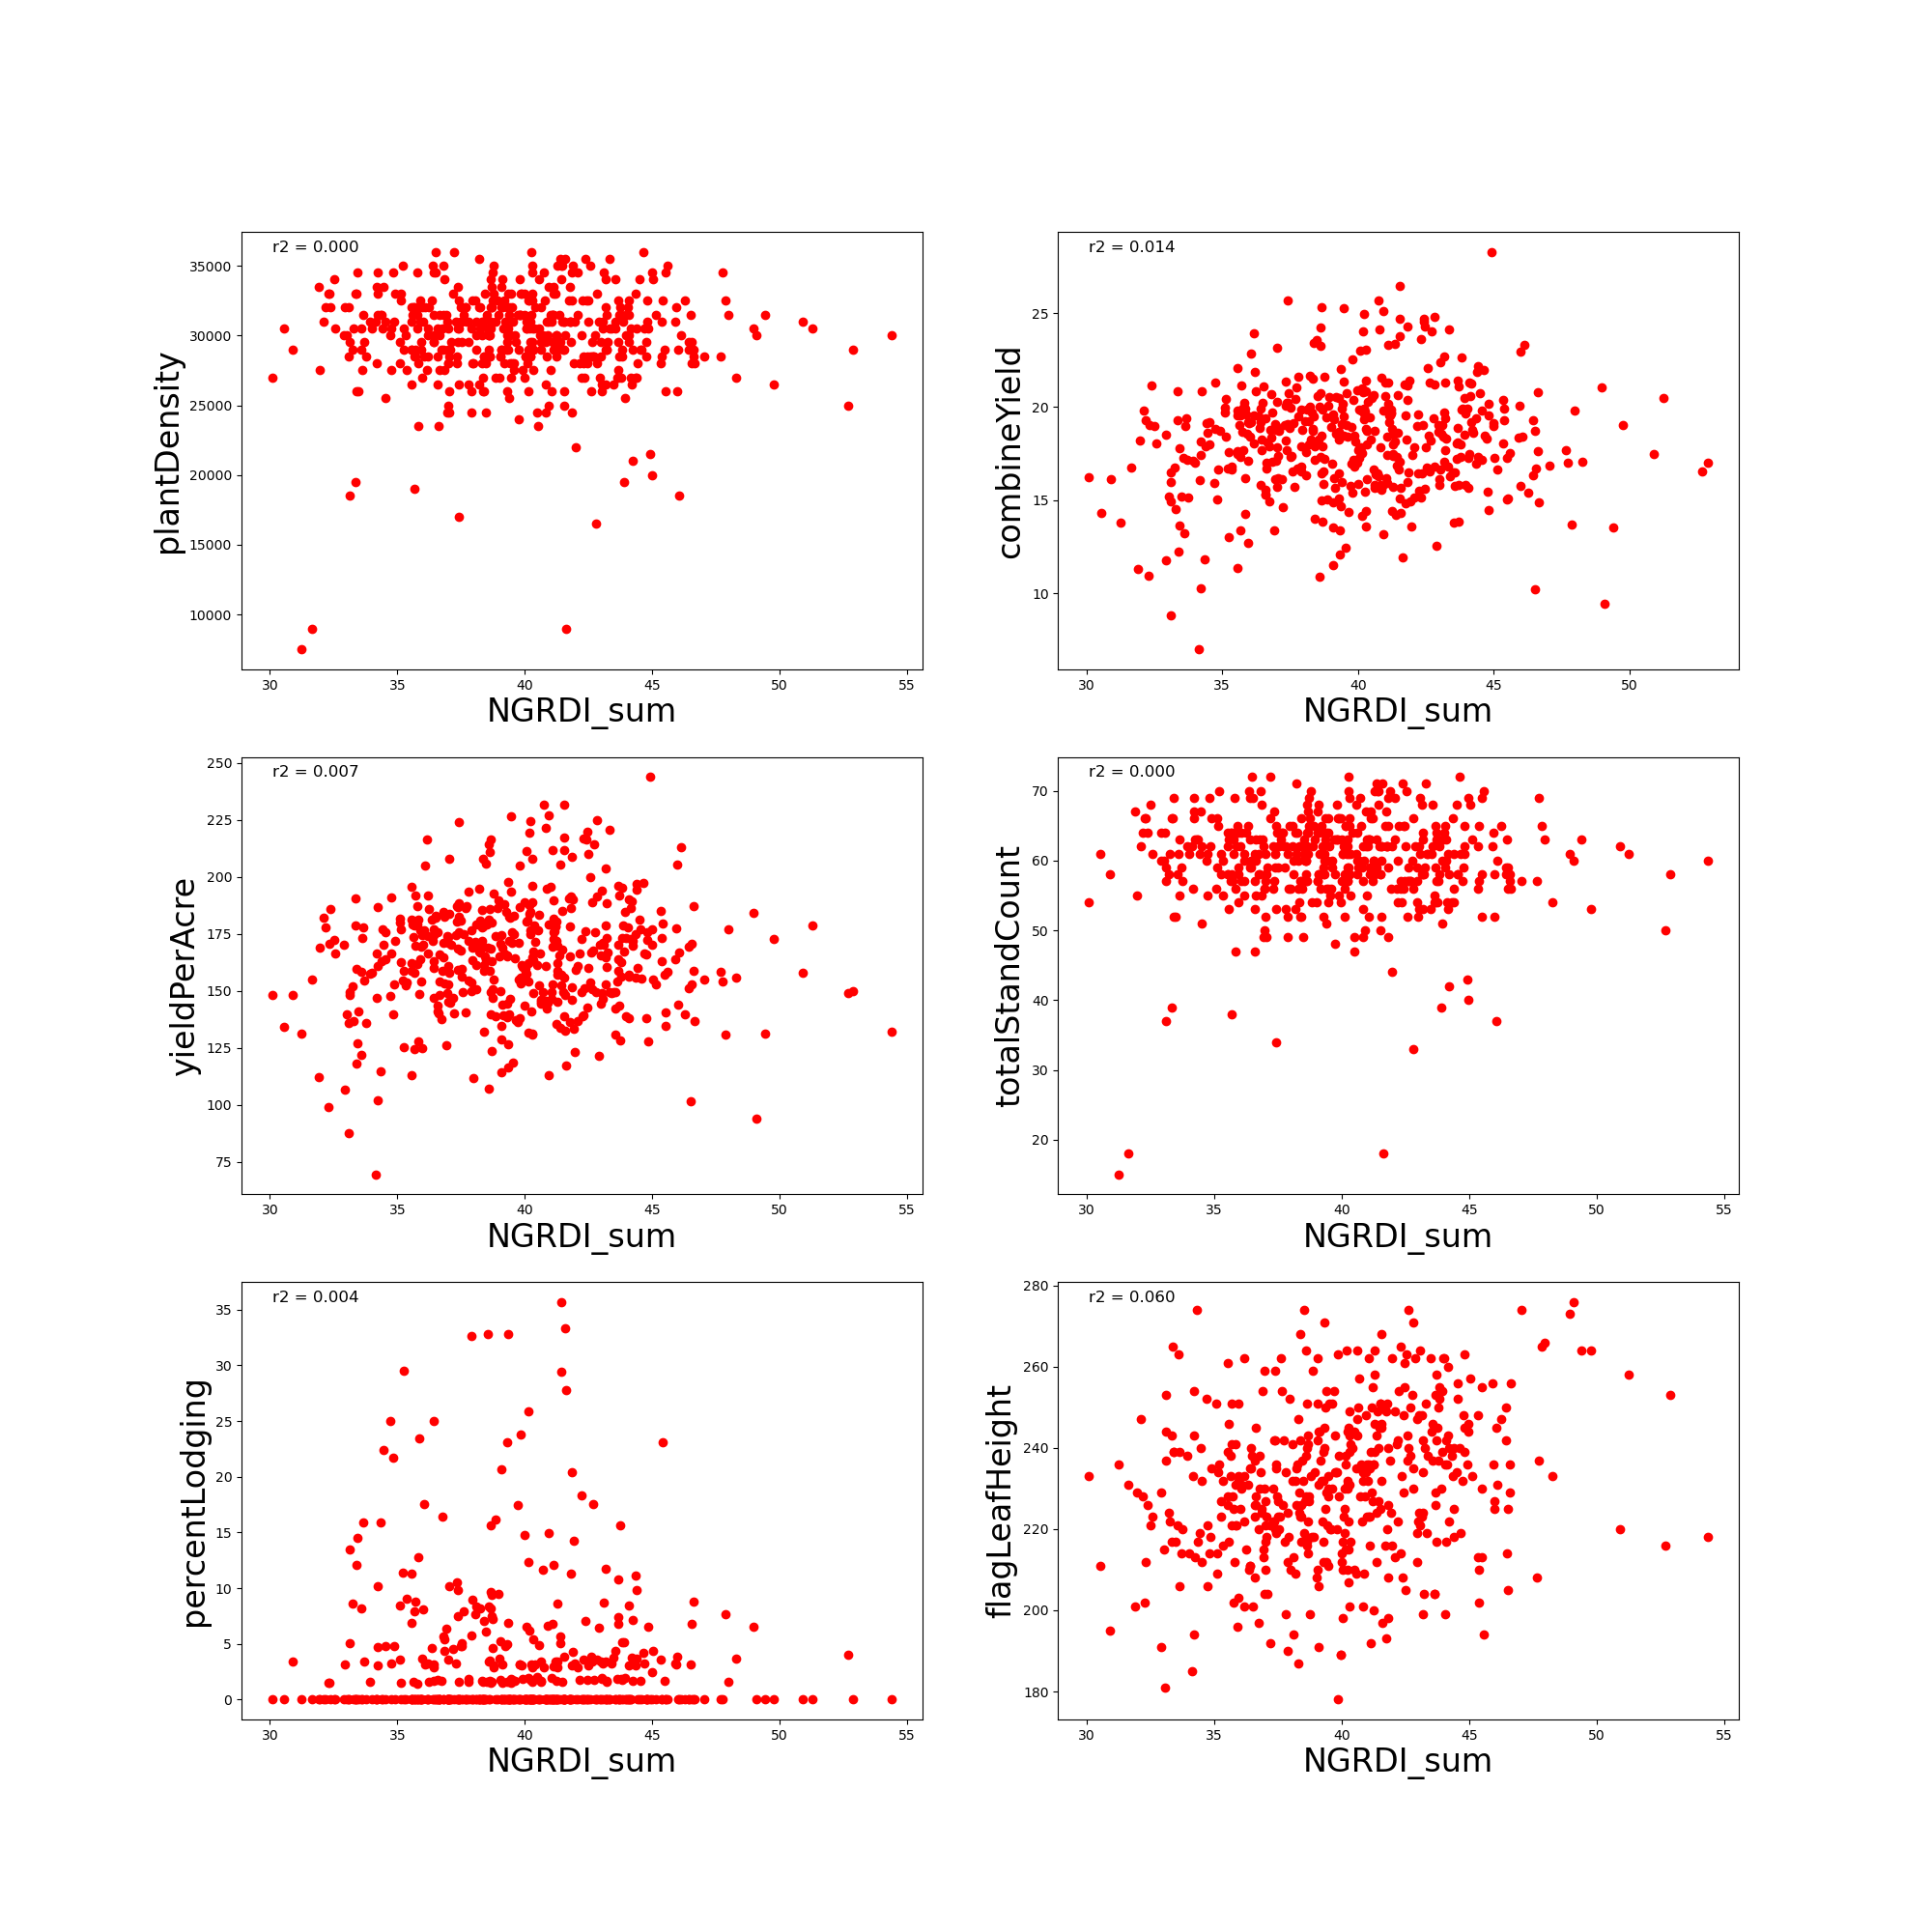 r2 = 0.000
plantDensity
35000
30000
25000
20000
15000
10000
30 35 40 45 50 55
NGRDI_sum
r2 = 0.014
combineYield
25
20
15
10
30 35 40 45 50
NGRDI_sum
r2 = 0.007
yieldPerAcre
250
225
200
175
150
125
100
75
30 35 40 45 50 55
NGRDI_sum
r2 = 0.000
totalStandCount
70
60
50
40
30
20
30 35 40 45 50 55
NGRDI_sum
r2 = 0.004
percentLodging
35
30
25
20
15
10
5
0
30 35 40 45 50 55
NGRDI_sum
r2 = 0.060
flagLeafHeight
280
260
240
220
200
180
30 35 40 45 50 55
NGRDI_sum